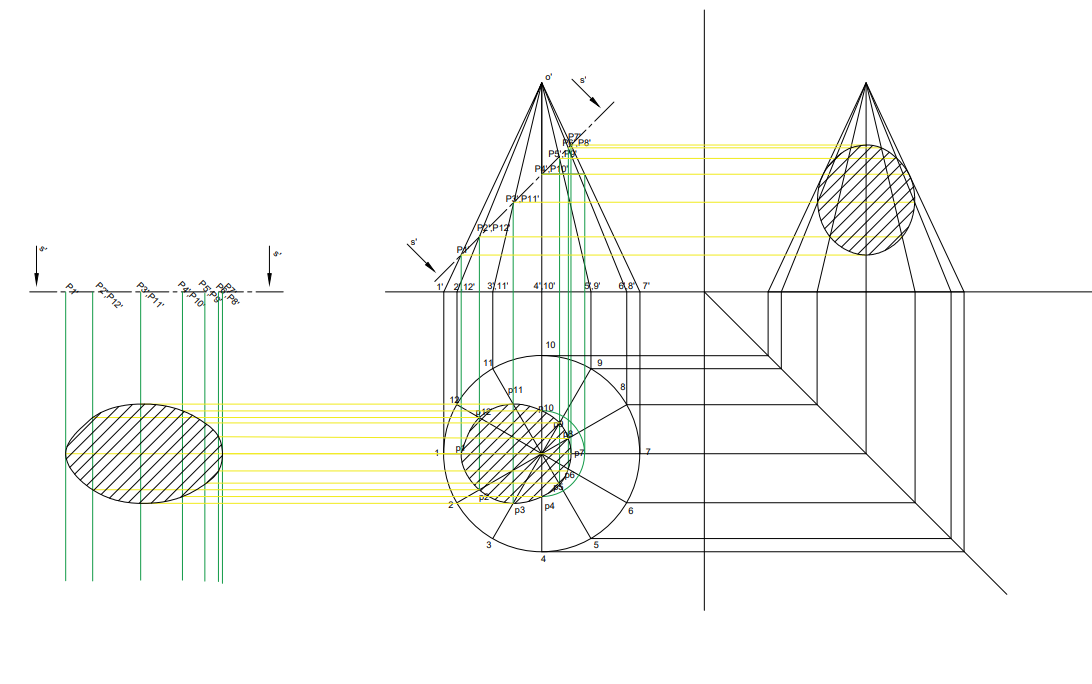 o'
s'
P7'
P6',P8'
P5',P9'
P4',P10'
P3',P11'
P2',P12'
P1'
s'
s'
s'
P1'
P2',P12'
P3',P11'
P4',P10'
P5',P9'
P6',P8'
P7'
1'
2',12'
3',11'
4',10'
5',9'
6',8'
7'
10
11
9
12
8
p11
p10
p12
p9
p8
1
p1
p7
7
p6
p5
2
p2
p3
p4
6
3
5
4